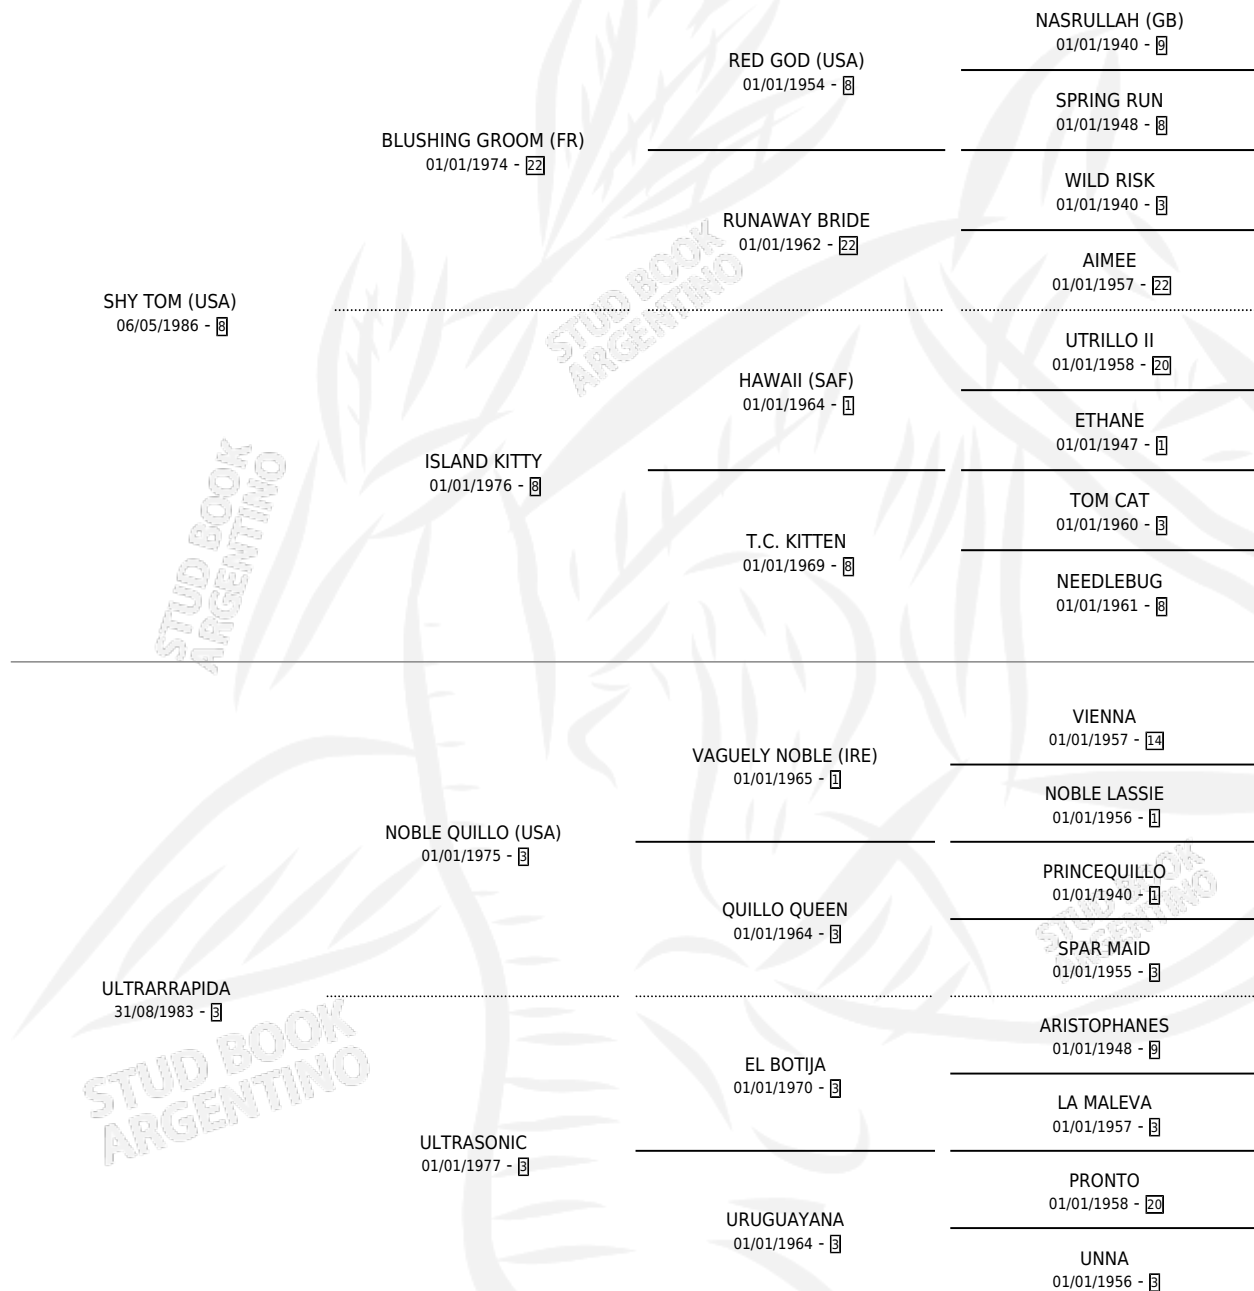 NASRULLAH (GB)
01/01/1940 - 9
RED GOD (USA)
01/01/1954 - 8
SPRING RUN
01/01/1948 - 8
BLUSHING GROOM (FR)
01/01/1974 - 22
WILD RISK
01/01/1940 - 3
RUNAWAY BRIDE
01/01/1962 - 22
AIMEE
01/01/1957 - 22
SHY TOM (USA)
06/05/1986 - 8
UTRILLO II
01/01/1958 - 20
HAWAII (SAF)
01/01/1964 - 1
ETHANE
01/01/1947 - 1
ISLAND KITTY
01/01/1976 - 8
TOM CAT
01/01/1960 - 3
T.C. KITTEN
01/01/1969 - 8
NEEDLEBUG
01/01/1961 - 8
VIENNA
01/01/1957 - 14
VAGUELY NOBLE (IRE)
01/01/1965 - 1
NOBLE LASSIE
01/01/1956 - 1
NOBLE QUILLO (USA)
01/01/1975 - 3
PRINCEQUILLO
01/01/1940 - 1
QUILLO QUEEN
01/01/1964 - 3
SPAR MAID
01/01/1955 - 3
ULTRARRAPIDA
31/08/1983 - 3
ARISTOPHANES
01/01/1948 - 9
EL BOTIJA
01/01/1970 - 3
LA MALEVA
01/01/1957 - 3
ULTRASONIC
01/01/1977 - 3
PRONTO
01/01/1958 - 20
URUGUAYANA
01/01/1964 - 3
UNNA
01/01/1956 - 3
STUD BOOK
ARGENTINO
STUD BOOK
ARGENTINO
STUD BOOK
ARGENTINO
STUD BOOK
ARGENTINO